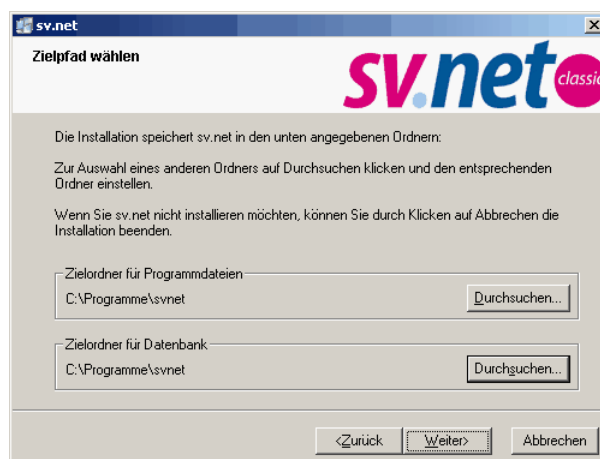 sv.net
Zielpfad wählen
sv.net classic
Die Installation speichert sv.net in den unten angegebenen Ordnern:
Zur Auswahl eines anderen Ordners auf Durchsuchen klicken und den entsprechenden
Ordner einstellen.
Wenn Sie sv.net nicht installieren möchten, können Sie durch Klicken auf Abbrechen die
Installation beenden.
Zielordner für Programmdateien
C:\Programme\svnet
Durchsuchen...
Zielordner für Datenbank
C:\Programme\svnet
Durchsuchen...
<Zurück
Weiter>
Abbrechen